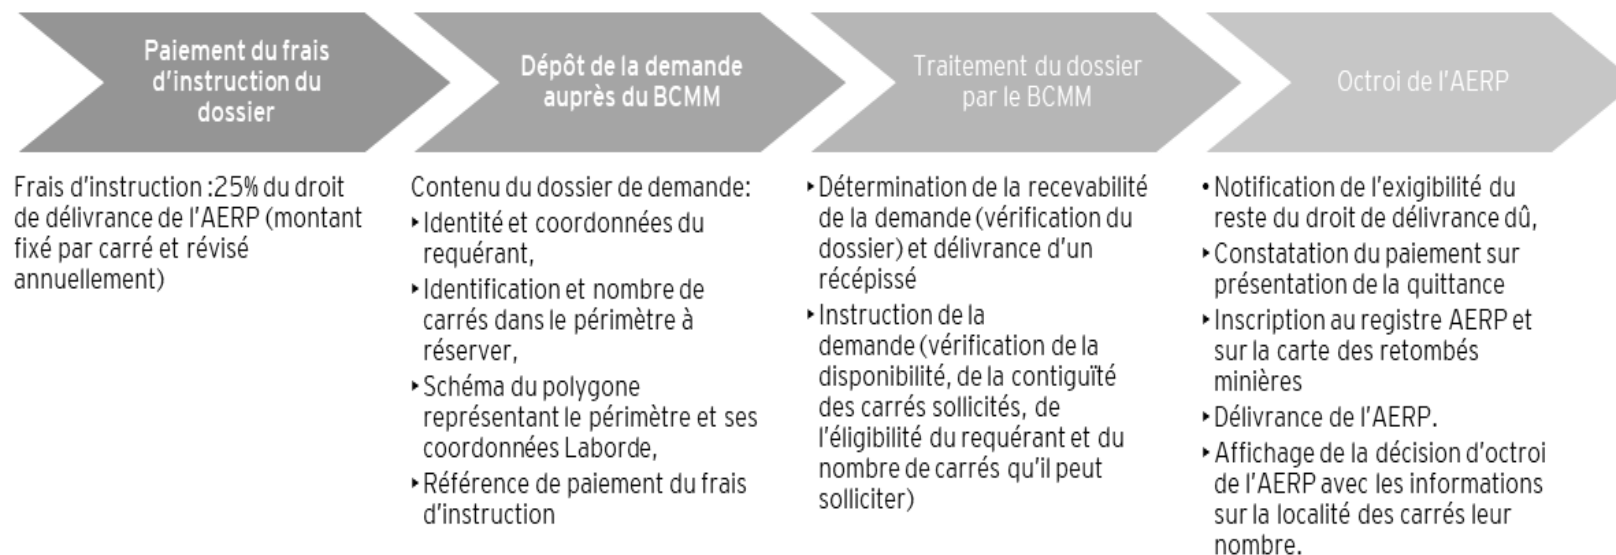 Paiement du frais
d'instruction du
dossier
Frais d'instruction :25% du droit
de délivrance de l'AERP (montant
fixé par carré et révisé
annuellement)
Dépôt de la demande
auprès du BCMM
Contenu du dossier de demande:
‣Identité et coordonnées du
requérant,
‣Identification et nombre de
carrés dans le périmètre à
réserver,
‣Schéma du polygone
représentant le périmètre et ses
coordonnées Laborde,
‣Référence de paiement du frais
d'instruction
Traitement du dossier
par le BCMM
‣Détermination de la recevabilité
de la demande (vérification du
dossier) et délivrance d'un
récépissé
‣Instruction de la
demande (vérification de la
disponibilité, de la contiguïté
des carrés sollicités, de
l'éligibilité du requérant et du
nombre de carrés qu'il peut
solliciter)
Octroi de l'AERP
• Notification de l'exigibilité du
reste du droit de délivrance dû,
‣Constatation du paiement sur
présentation de la quittance
‣Inscription au registre AERP et
sur la carte des retombés
minières
‣Délivrance de l'AERP.
‣Affichage de la décision d'octroi
de l'AERP avec les informations
sur la localité des carrés leur
nombre.